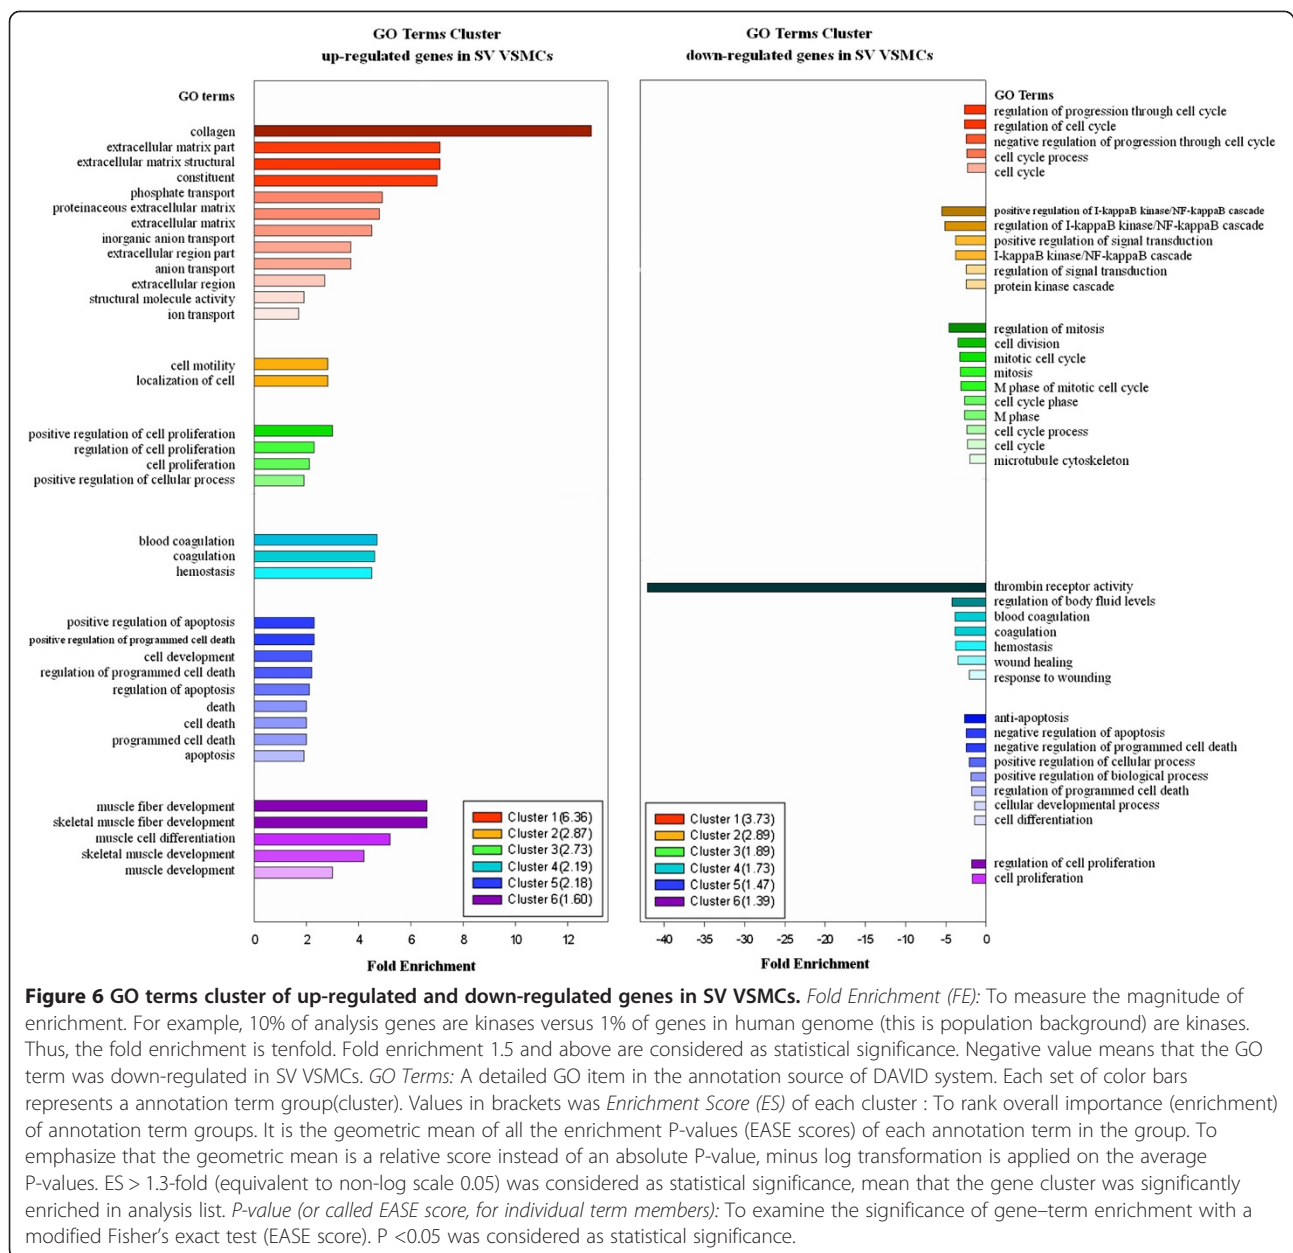 GO Terms Cluster
up-regulated genes in SV VSMCs
GO terms
collagen
extracellular matrix part
extracellular matrix structural
constituent
phosphate transport
proteinaceous extracellular matrix
extracellular matrix
inorganic anion transport
extracellular region part
anion transport
extracellular region
structural molecule activity
ion transport
cell motility
localization of cell
positive regulation of cell proliferation
regulation of cell proliferation
cell proliferation
positive regulation of cellular process
blood coagulation
coagulation
hemostasis
positive regulation of apoptosis
positive regulation of programmed cell death
cell development
regulation of programmed cell death
regulation of apoptosis
death
cell death
programmed cell death
apoptosis
muscle fiber development
skeletal muscle fiber development
muscle cell differentiation
skeletal muscle development
muscle development
Cluster 1(6.36)
Cluster 2(2.87)
Cluster 3(2.73)
Cluster 4(2.19)
Cluster 5(2.18)
Cluster 6(1.60)
0 2 4 6 8 10 12
Fold Enrichment
GO Terms Cluster
down-regulated genes in SV VSMCs
GO Terms
regulation of progression through cell cycle
regulation of cell cycle
negative regulation of progression through cell cycle
cell cycle process
cell cycle
positive regulation of I-kappaB kinase/NF-kappaB cascade
regulation of I-kappaB kinase/NF-kappaB cascade
positive regulation of signal transduction
I-kappaB kinase/NF-kappaB cascade
regulation of signal transduction
protein kinase cascade
regulation of mitosis
cell division
mitotic cell cycle
mitosis
M phase of mitotic cell cycle
cell cycle phase
M phase
cell cycle process
cell cycle
microtubule cytoskeleton
thrombin receptor activity
regulation of body fluid levels
blood coagulation
coagulation
hemostasis
wound healing
response to wounding
anti-apoptosis
negative regulation of apoptosis
negative regulation of programmed cell death
positive regulation of cellular process
positive regulation of biological process
regulation of programmed cell death
cellular developmental process
cell differentiation
regulation of cell proliferation
cell proliferation
Cluster 1(3.73)
Cluster 2(2.89)
Cluster 3(1.89)
Cluster 4(1.73)
Cluster 5(1.47)
Cluster 6(1.39)
-40 -35 -30 -25 -20 -15 -10 -5 0
Fold Enrichment
Figure 6 GO terms cluster of up-regulated and down-regulated genes in SV VSMCs. Fold Enrichment (FE): To measure the magnitude of
enrichment. For example, 10% of analysis genes are kinases versus 1% of genes in human genome (this is population background) are kinases.
Thus, the fold enrichment is tenfold. Fold enrichment 1.5 and above are considered as statistical significance. Negative value means that the GO
term was down-regulated in SV VSMCs. GO Terms: A detailed GO item in the annotation source of DAVID system. Each set of color bars
represents a annotation term group(cluster). Values in brackets was Enrichment Score (ES) of each cluster : To rank overall importance (enrichment)
of annotation term groups. It is the geometric mean of all the enrichment P-values (EASE scores) of each annotation term in the group. To
emphasize that the geometric mean is a relative score instead of an absolute P-value, minus log transformation is applied on the average
P-values. ES > 1.3-fold (equivalent to non-log scale 0.05) was considered as statistical significance, mean that the gene cluster was significantly
enriched in analysis list. P-value (or called EASE score, for individual term members): To examine the significance of gene–term enrichment with a
modified Fisher's exact test (EASE score). P <0.05 was considered as statistical significance.